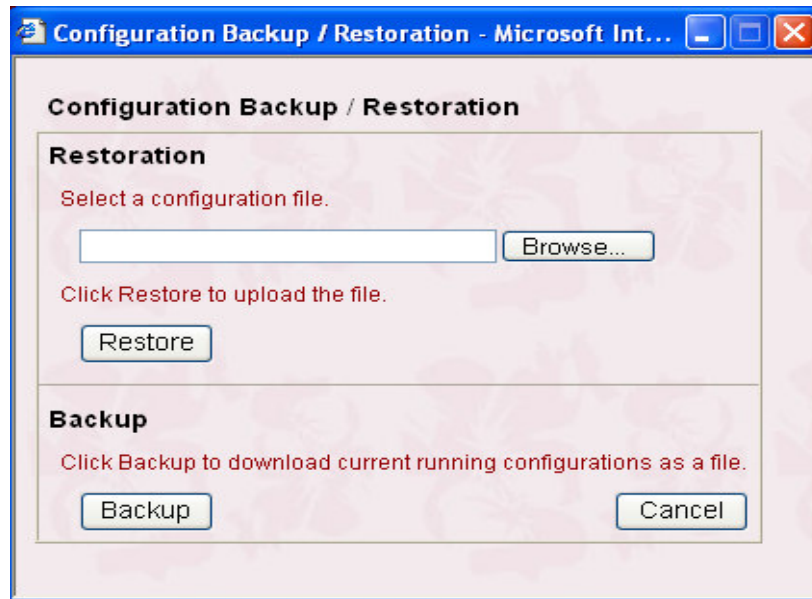 Configuration Backup / Restoration - Microsoft Int...
Configuration Backup / Restoration
Restoration
Select a configuration file.
Browse...
Click Restore to upload the file.
Restore
Backup
Click Backup to download current running configurations as a file.
Backup Cancel